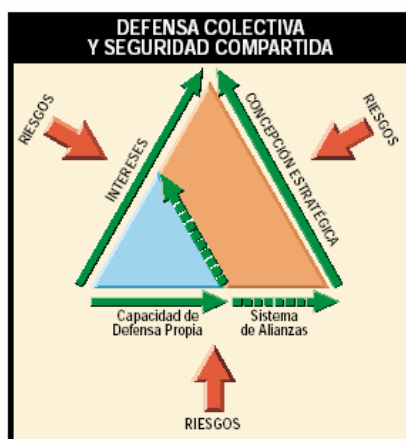 DEFENSA COLECTIVA
Y SEGURIDAD COMPARTIDA
RIESGOS
RIESGOS
INTERESES
CONCEPCIÓN ESTRATÉGICA
Capacidad de
Defensa Propia
Sistema
de Alianzas
RIESGOS